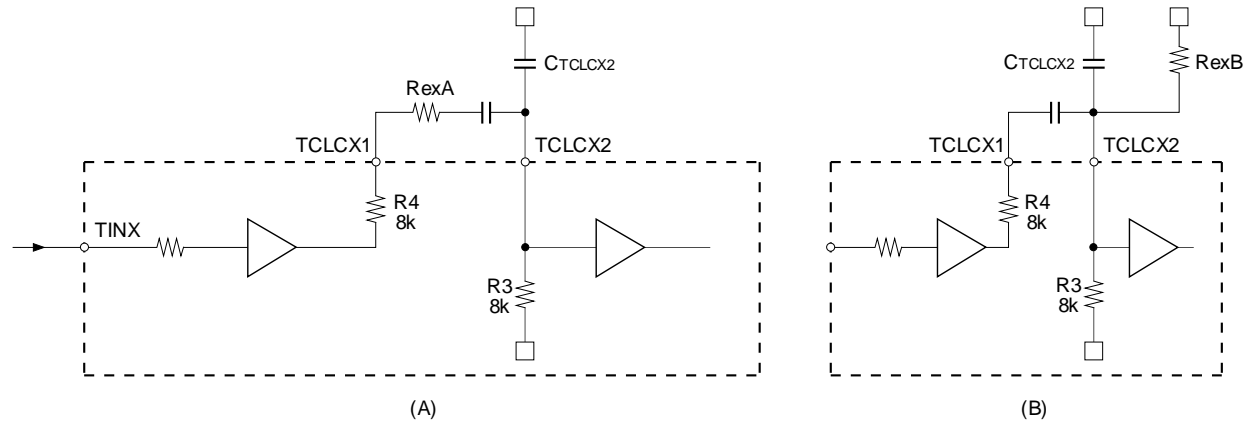 CTCLCX2
RexA
TCLCX1
TCLCX2
R4
8k
TINX
R3
8k
(A)
CTCLCX2
RexB
TCLCX1
TCLCX2
R4
8k
R3
8k
(B)